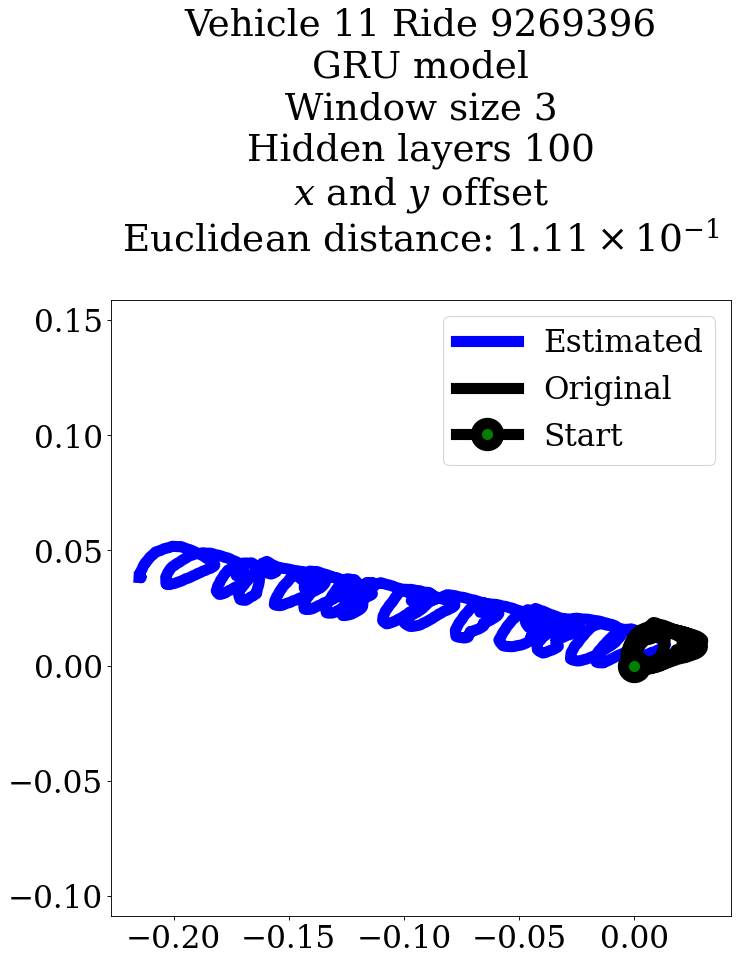 Vehicle 11 Ride 9269396
GRU model
Window size 3
Hidden layers 100
x and y offset
Euclidean distance: 1.11 × 10⁻¹
Estimated
Original
Start
0.15
0.10
0.05
0.00
−0.05
−0.10
−0.20 −0.15 −0.10 −0.05 0.00